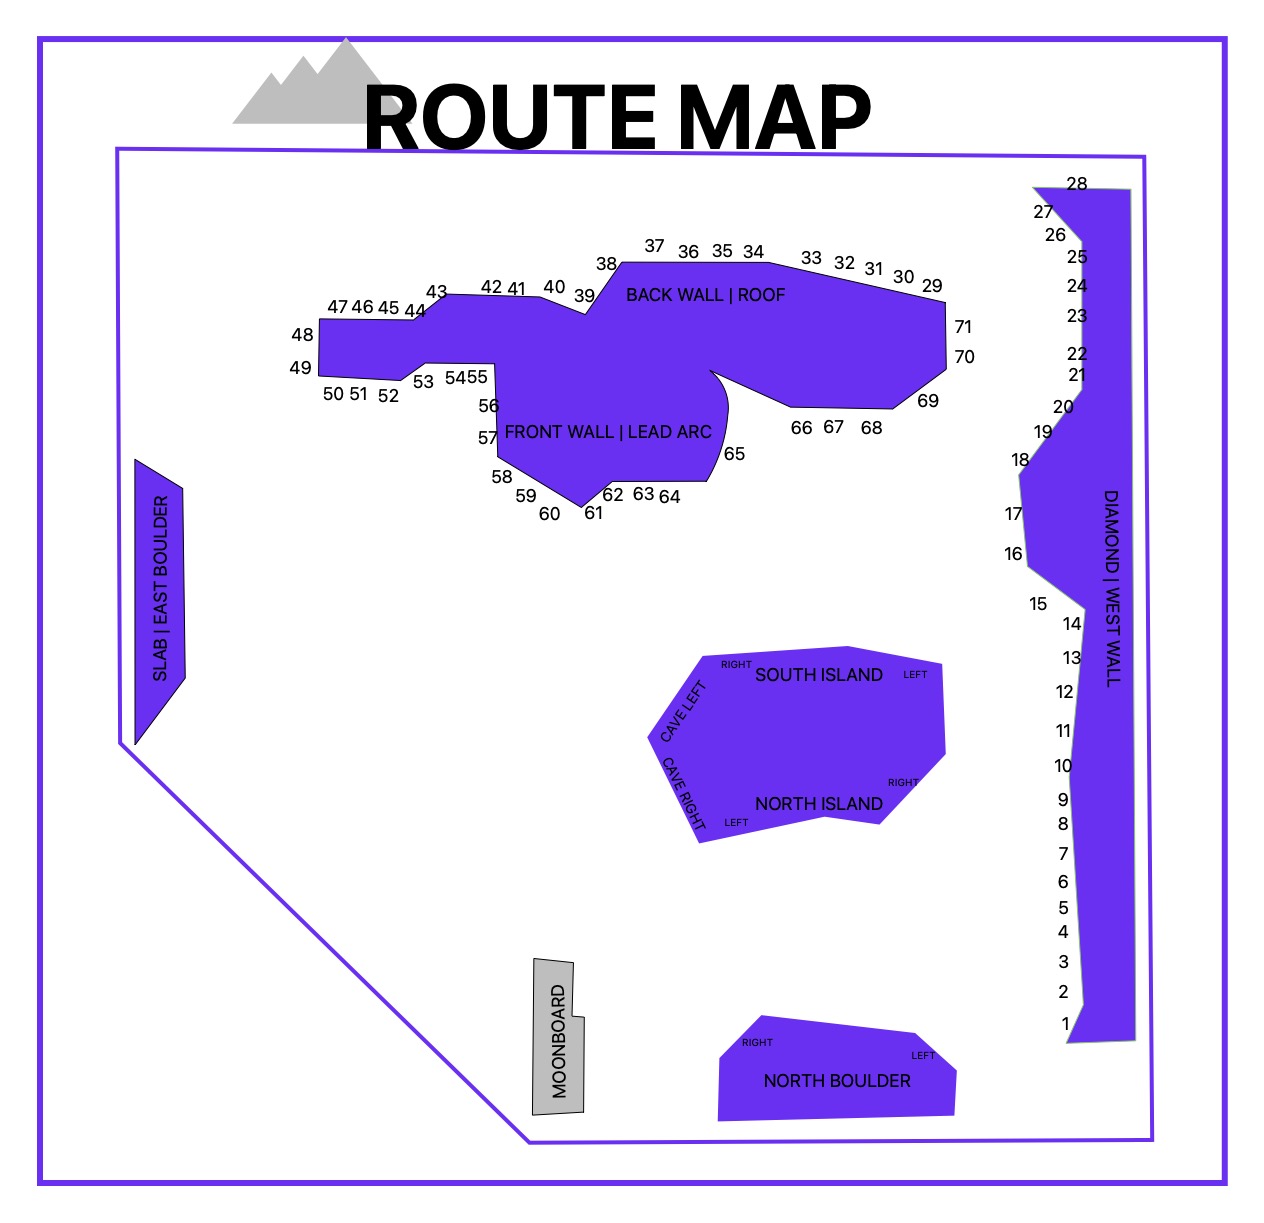 ROUTE MAP
28
27
26
25
24
23
22
21
20
19
18
17
16
15
14
13
12
11
10
9
8
7
6
5
4
3
2
1
DIAMOND | WEST WALL
37 36 35 34 33 32 31 30 29
38
39
40
41
42
43
44
45
46
47
48
49
50 51 52 53 54 55
56
57
58
59
60
61
62
63
64
65
66 67 68
69
70
71
BACK WALL | ROOF
FRONT WALL | LEAD ARC
SLAB | EAST BOULDER
RIGHT SOUTH ISLAND LEFT
CAVE LEFT
CAVE RIGHT
RIGHT
NORTH ISLAND
LEFT
MOONBOARD
RIGHT
LEFT
NORTH BOULDER